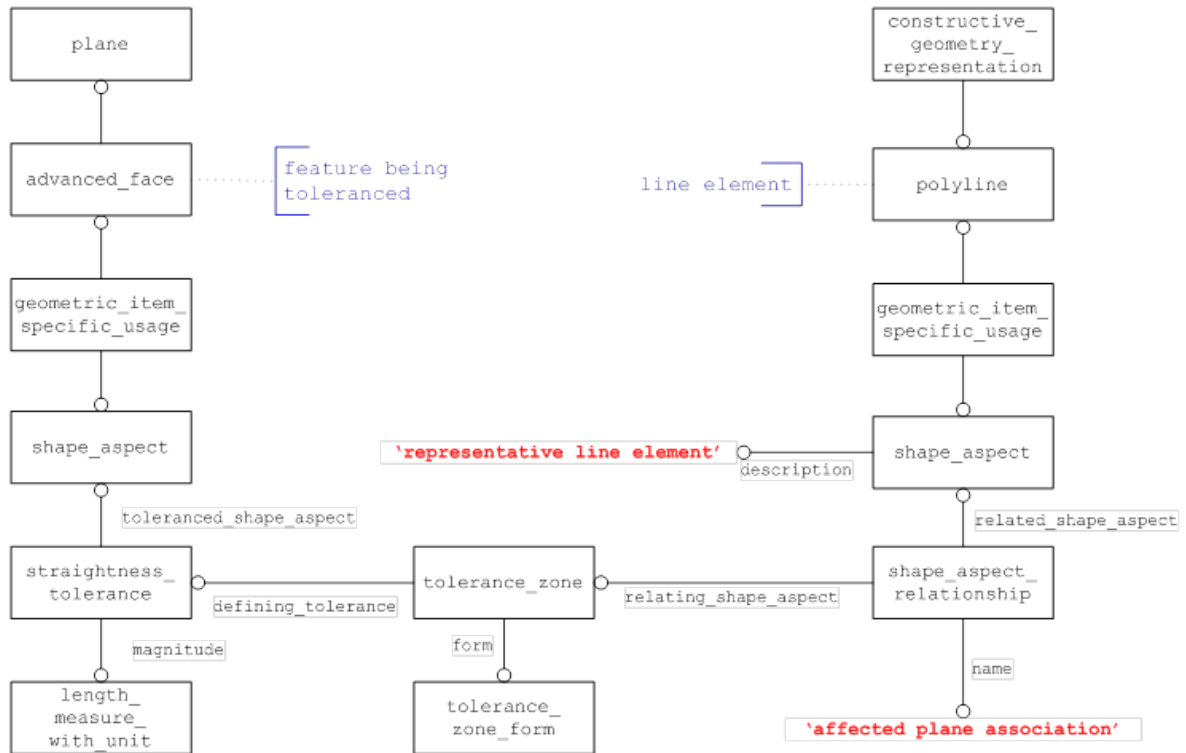 plane
constructive_
geometry_
representation
advanced_face
feature being
toleranced
line element
polyline
geometric_item_
specific_usage
geometric_item_
specific_usage
shape_aspect
‘representative line element’
description
shape_aspect
toleranced_shape_aspect
related_shape_aspect
straightness_
tolerance
defining_tolerance
tolerance_zone
relating_shape_aspect
shape_aspect_
relationship
magnitude
form
name
length_
measure_
with_unit
tolerance_
zone_form
‘affected plane association’